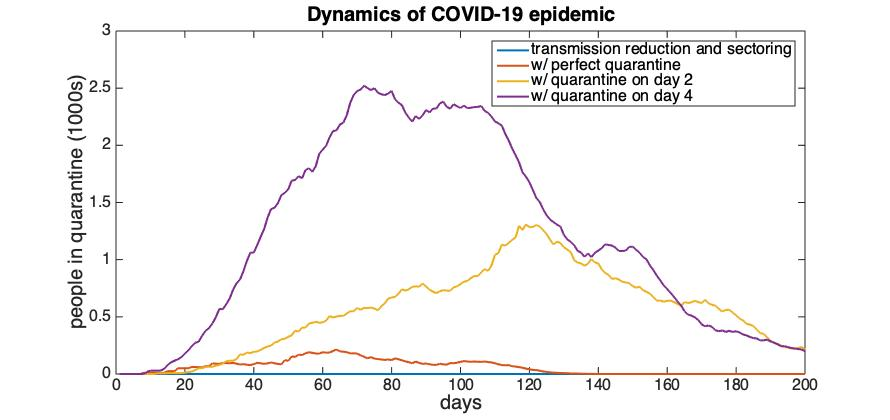 Dynamics of COVID-19 epidemic
people in quarantine (1000s)
3
2.5
2
1.5
1
0.5
0
transmission reduction and sectoring
w/ perfect quarantine
w/ quarantine on day 2
w/ quarantine on day 4
0 20 40 60 80 100 120 140 160 180 200
days